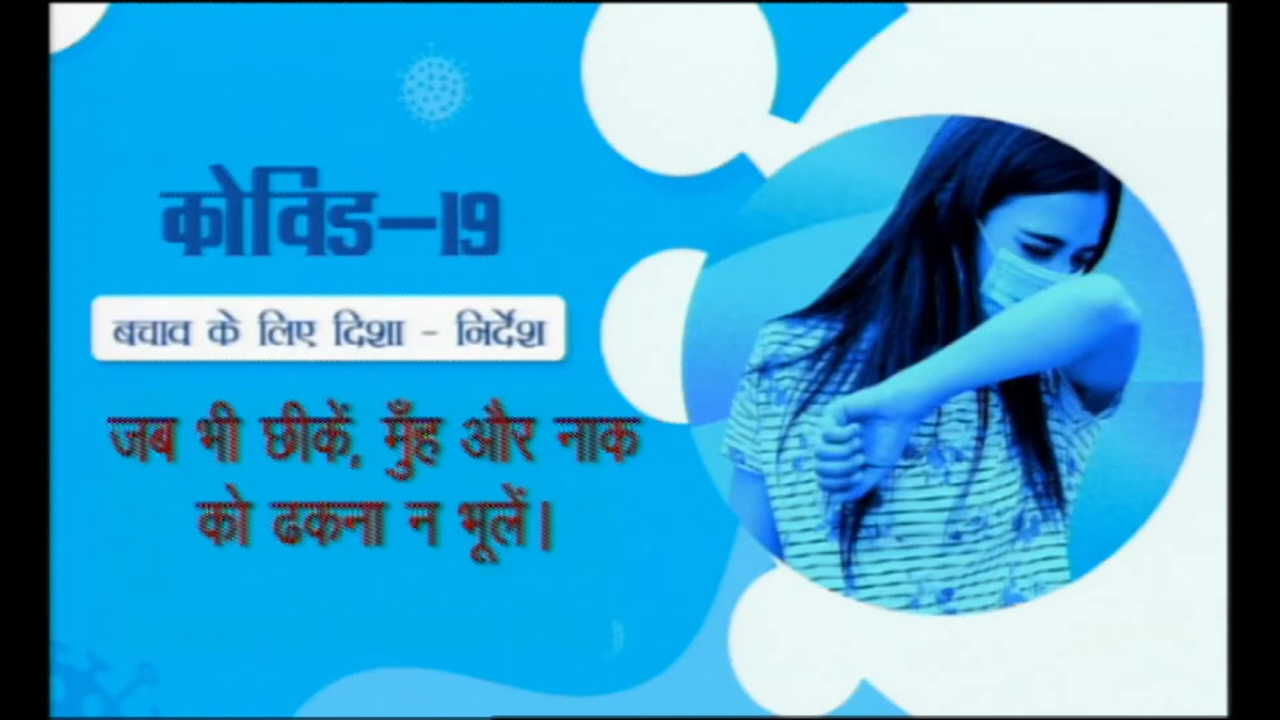 कोविड-19
बचाव के लिए दिशा - निर्देश
जब भी छीकें, मुँह और नाक
को ढकना न भूलें।